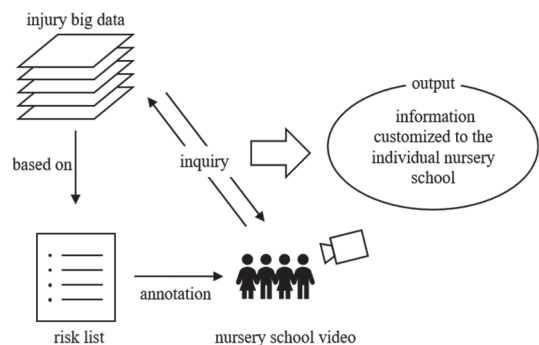 injury big data
output
information
customized to the
individual nursery
school
based on
inquiry
annotation
risk list
nursery school video